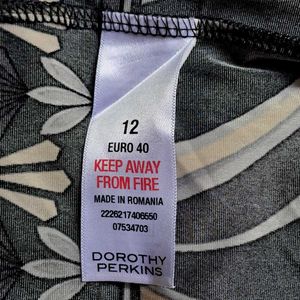 12
EURO 40
KEEP AWAY
FROM FIRE
MADE IN ROMANIA
2226217406550
07534703
DOROTHY
PERKINS